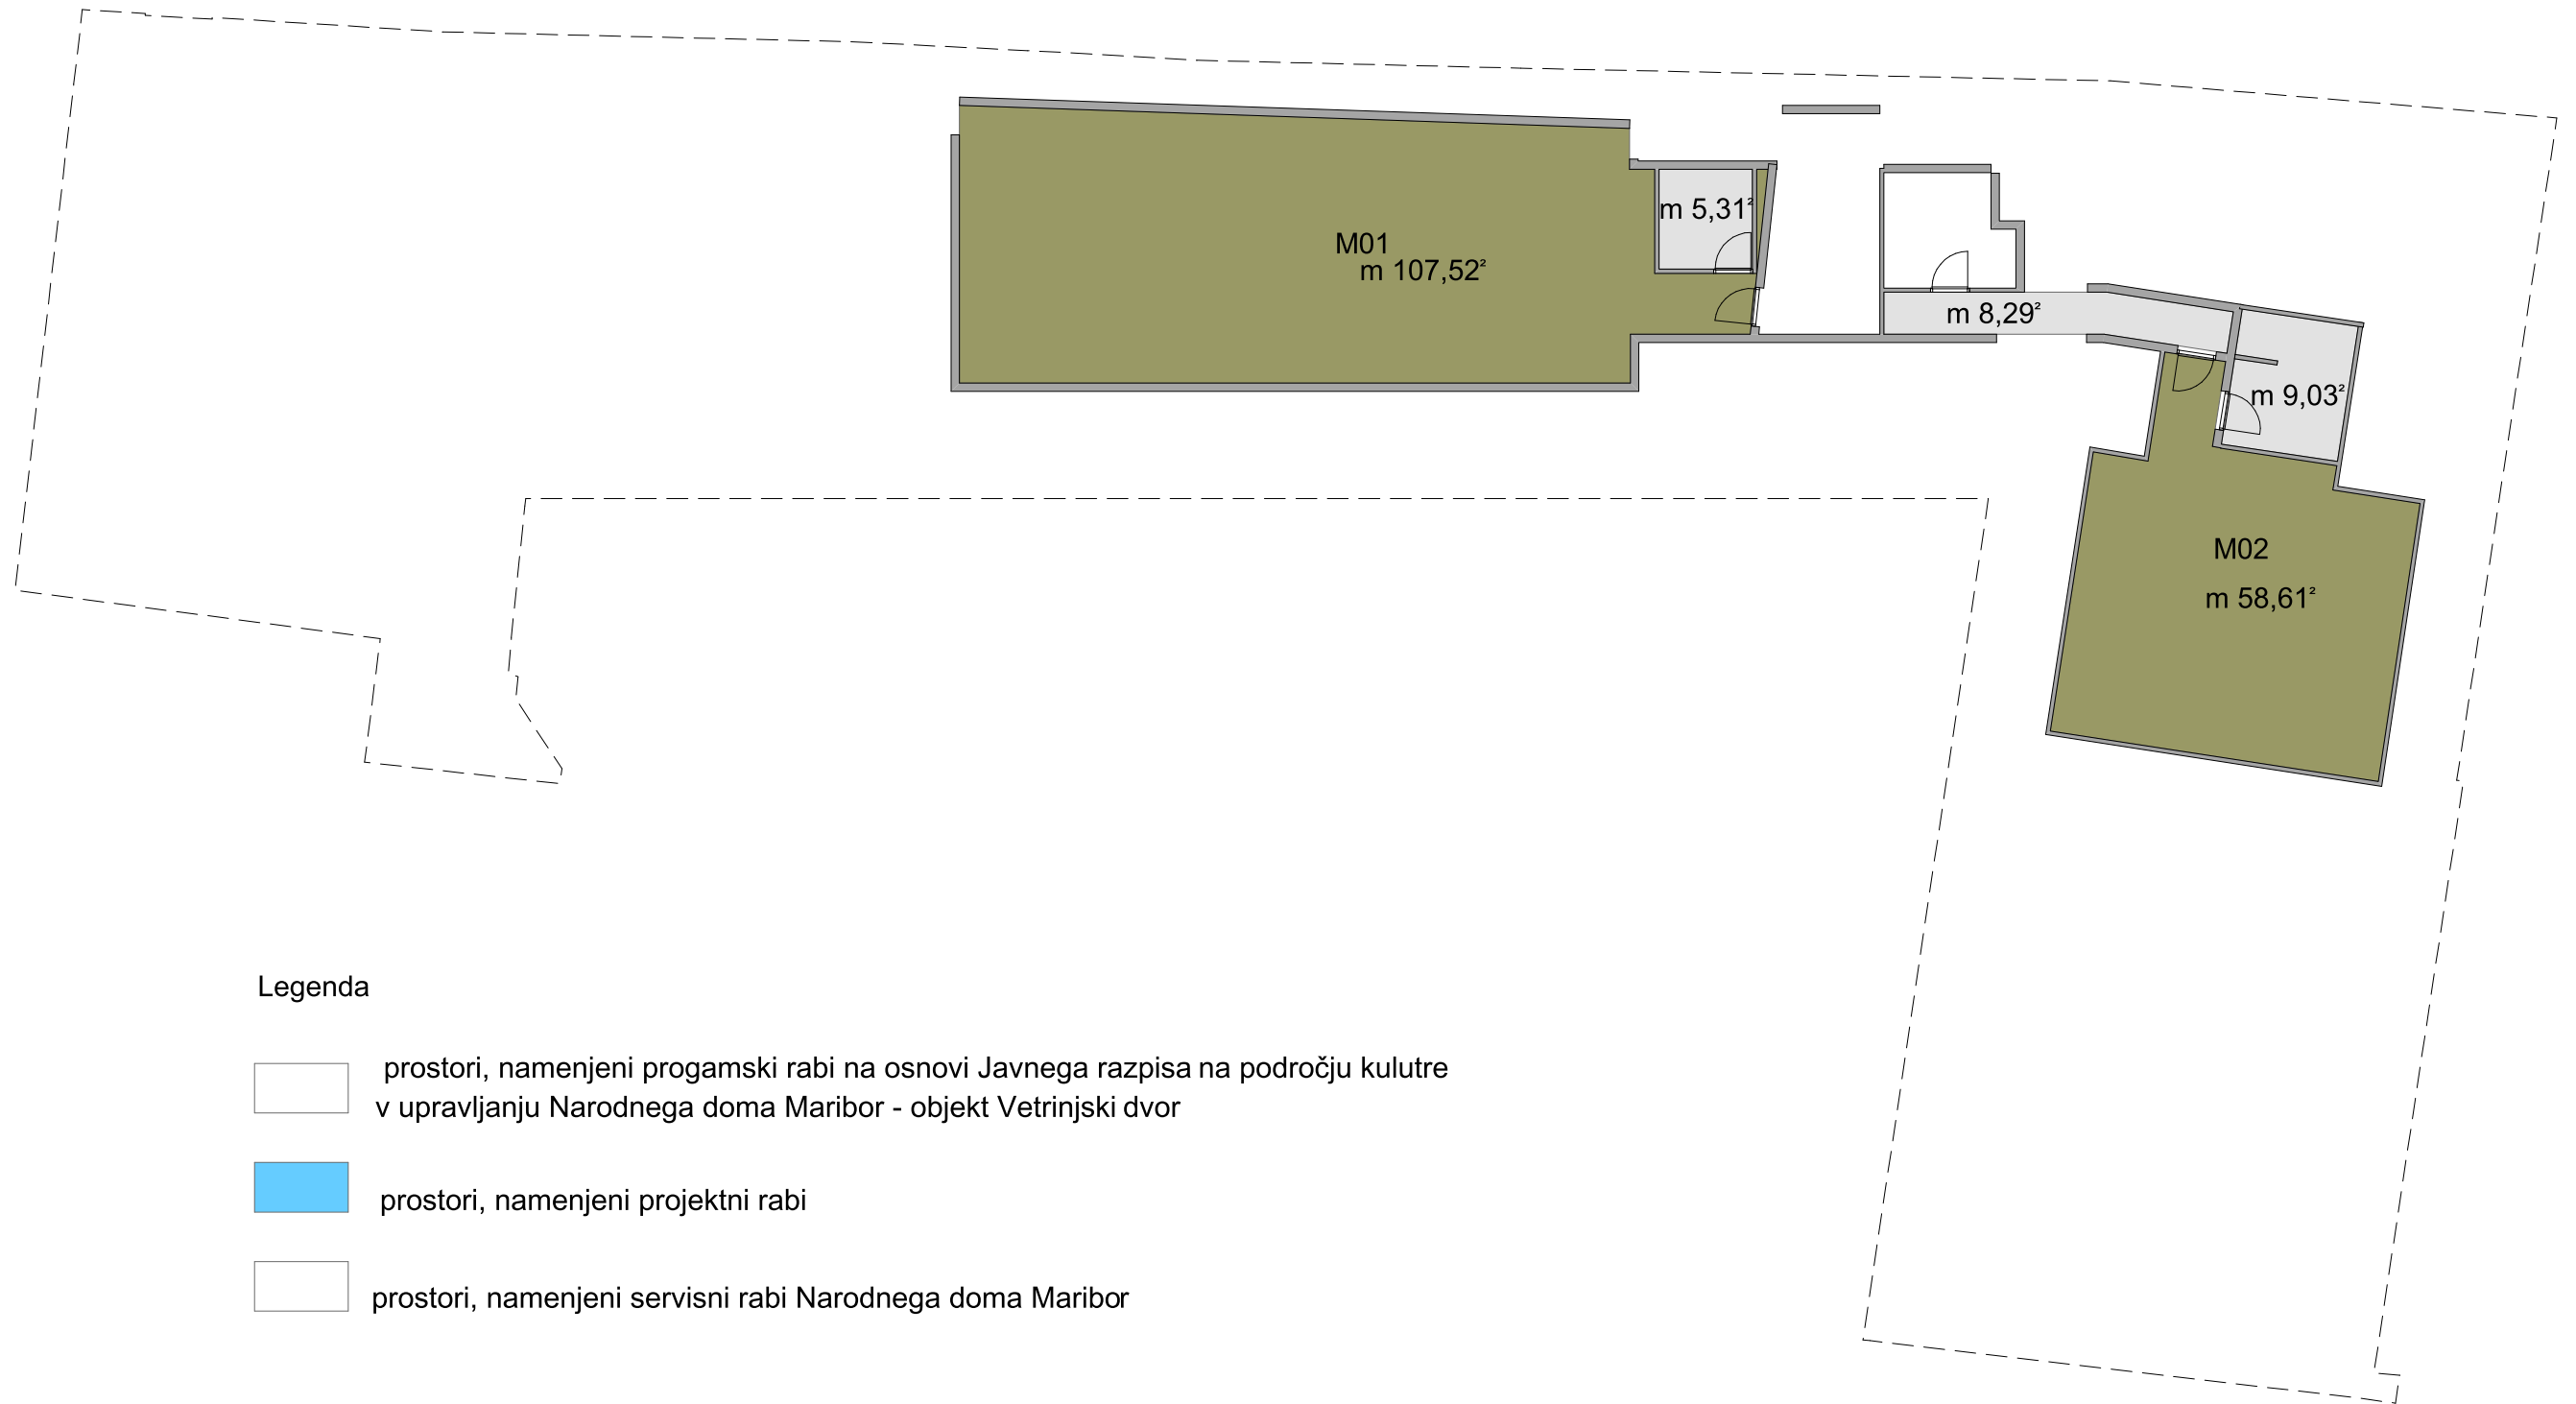 m 5,31²
M01
m 107,52²
m 8,29²
m 9,03²
M02
m 58,61²
Legenda
prostori, namenjeni progamski rabi na osnovi Javnega razpisa na področju kulutre
v upravljanju Narodnega doma Maribor - objekt Vetrinjski dvor
prostori, namenjeni projektni rabi
prostori, namenjeni servisni rabi Narodnega doma Maribor